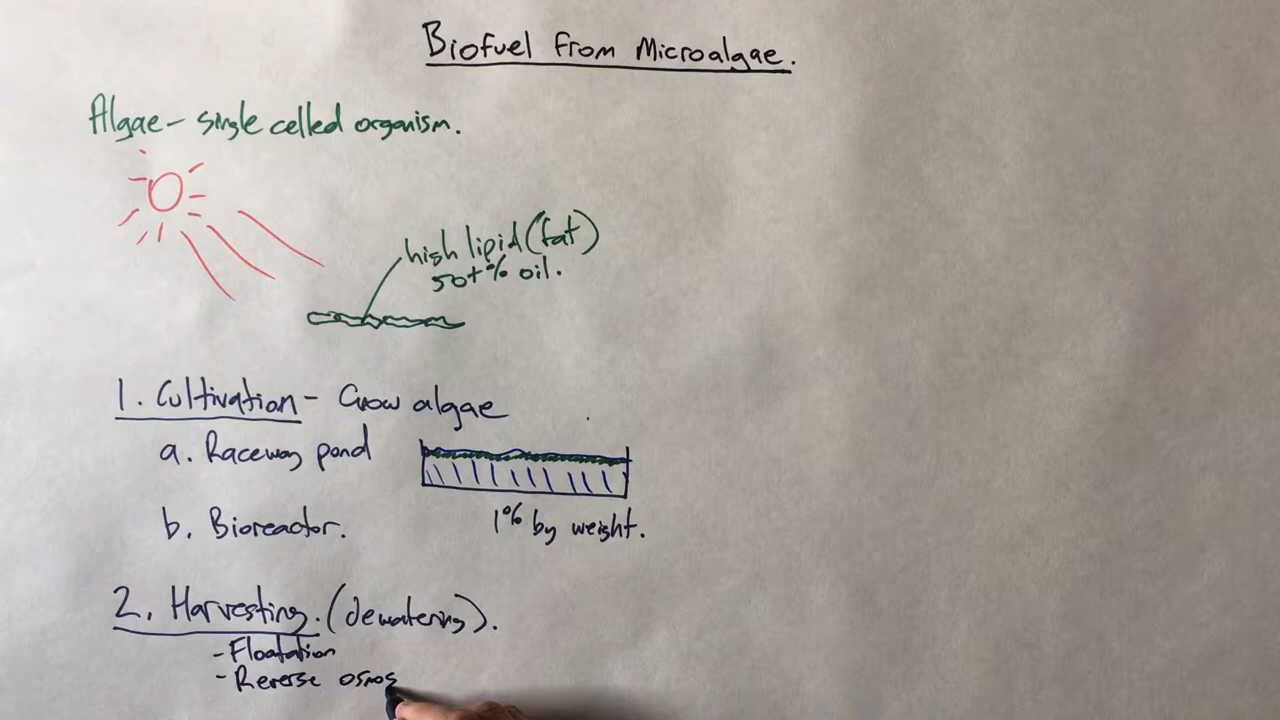 Biofuel from Microalgae.
Algae - single celled organism.
high lipid (fat)
50+% oil.
1. Cultivation - Grow algae
a. Raceway pond
b. Bioreactor.
1% by weight.
2. Harvesting. (dewatering).
- Floatation
- Reverse osmos